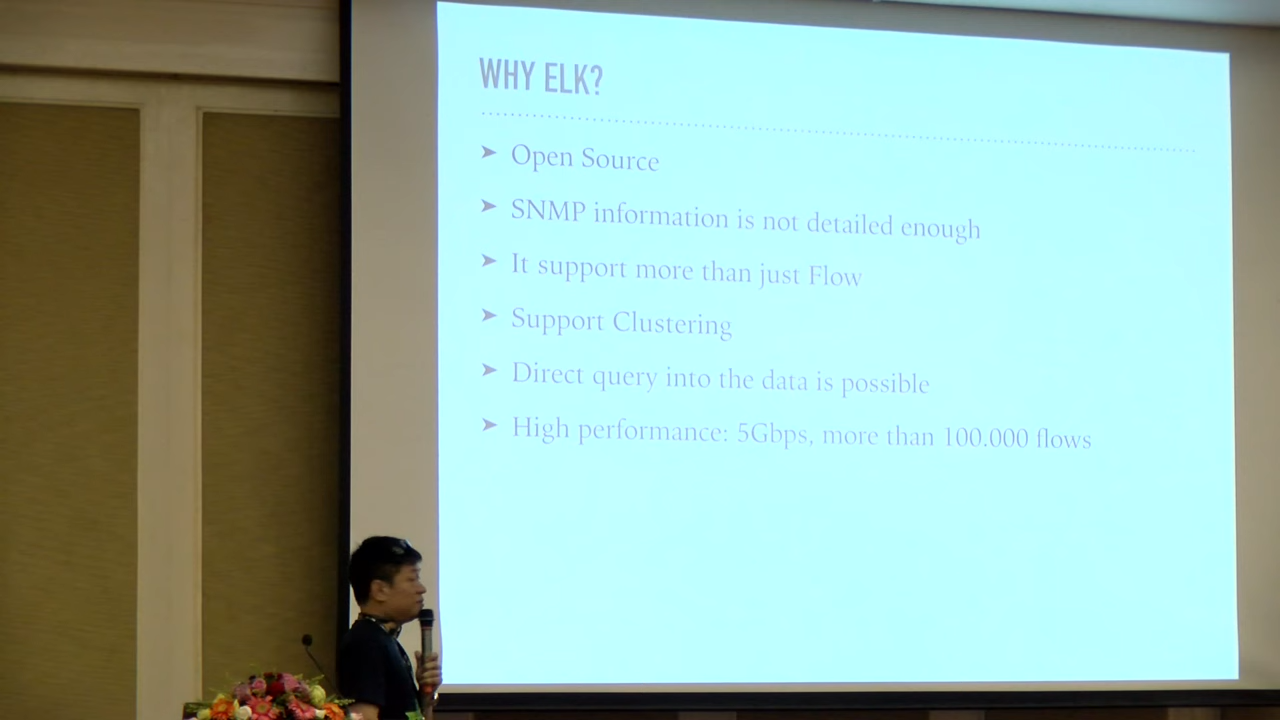 WHY ELK?
➤ Open Source
➤ SNMP information is not detailed enough
➤ It support more than just Flow
➤ Support Clustering
➤ Direct query into the data is possible
➤ High performance: 5Gbps, more than 100.000 flows